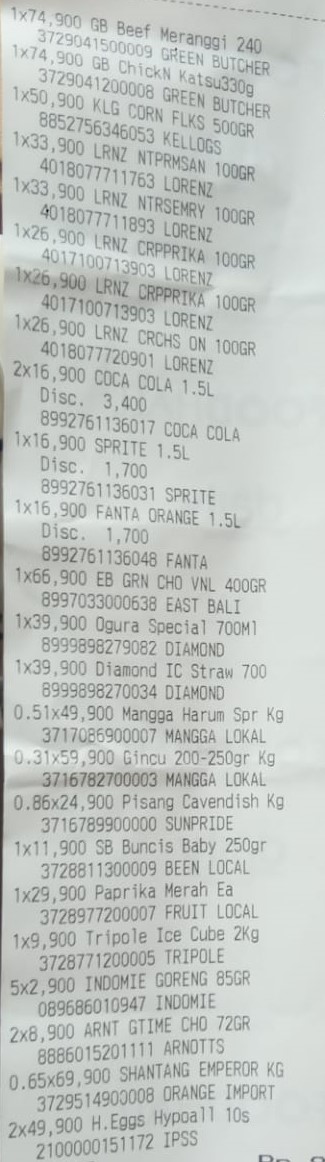 1x74,900 GB Beef Meranggi 240
3729041500009 GREEN BUTCHER
1x74,900 GB ChickN Katsu330g
3729041200008 GREEN BUTCHER
1x50,900 KLG CORN FLKS 500GR
8852756346053 KELLOGS
1x33,900 LRNZ NTPRMSAN 100GR
4018077711763 LORENZ
1x33,900 LRNZ NTRSEMRY 100GR
4018077711893 LORENZ
1x26,900 LRNZ CRPPRIKA 100GR
4017100713903 LORENZ
1x26,900 LRNZ CRPPRIKA 100GR
4017100713903 LORENZ
1x26,900 LRNZ CRCHS ON 100GR
4018077720901 LORENZ
2x16,900 COCA COLA 1.5L
Disc. 3,400
8992761136017 COCA COLA
1x16,900 SPRITE 1.5L
Disc. 1,700
8992761136031 SPRITE
1x16,900 FANTA ORANGE 1.5L
Disc. 1,700
8992761136048 FANTA
1x66,900 EB GRN CHO VNL 400GR
8997033000638 EAST BALI
1x39,900 Ogura Special 700Ml
8999898279082 DIAMOND
1x39,900 Diamond IC Straw 700
8999898270034 DIAMOND
0.51x49,900 Mangga Harum Spr Kg
3717086900007 MANGGA LOKAL
0.31x59,900 Gincu 200-250gr Kg
3716782700003 MANGGA LOKAL
0.86x24,900 Pisang Cavendish Kg
3716789900000 SUNPRIDE
1x11,900 SB Buncis Baby 250gr
3728811300009 BEEN LOCAL
1x29,900 Paprika Merah Ea
3728977200007 FRUIT LOCAL
1x9,900 Tripole Ice Cube 2Kg
3728771200005 TRIPOLE
5x2,900 INDOMIE GORENG 85GR
089686010947 INDOMIE
2x8,900 ARNT GTIME CHO 72GR
8886015201111 ARNOTTS
0.65x69,900 SHANTANG EMPEROR KG
3729514900008 ORANGE IMPORT
2x49,900 H.Eggs Hypoall 10s
2100000151172 IPSS